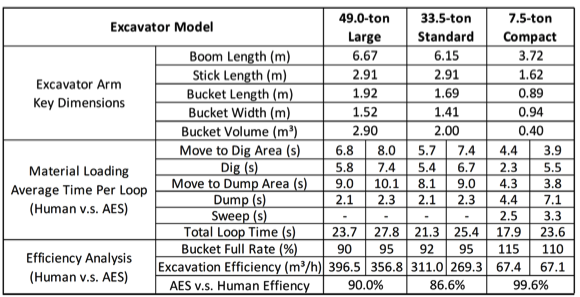 Excavator Model 49.0-ton Large 33.5-ton Standard 7.5-ton Compact
Excavator Arm Key Dimensions
Boom Length (m) 6.67 6.15 3.72
Stick Length (m) 2.91 2.91 1.62
Bucket Length (m) 1.92 1.69 0.89
Bucket Width (m) 1.52 1.41 0.94
Bucket Volume (m³) 2.90 2.00 0.40
Material Loading Average Time Per Loop (Human v.s. AES)
Move to Dig Area (s) 6.8 8.0 5.7 7.4 4.4 3.9
Dig (s) 5.8 7.4 5.4 6.7 2.3 5.5
Move to Dump Area (s) 9.0 10.1 8.1 9.0 4.3 3.8
Dump (s) 2.1 2.3 2.1 2.3 4.4 7.1
Sweep (s) - - - - 2.5 3.3
Total Loop Time (s) 23.7 27.8 21.3 25.4 17.9 23.6
Efficiency Analysis (Human v.s. AES)
Bucket Full Rate (%) 90 95 92 95 115 110
Excavation Efficiency (m³/h) 396.5 356.8 311.0 269.3 67.4 67.1
AES v.s. Human Effiency 90.0% 86.6% 99.6%